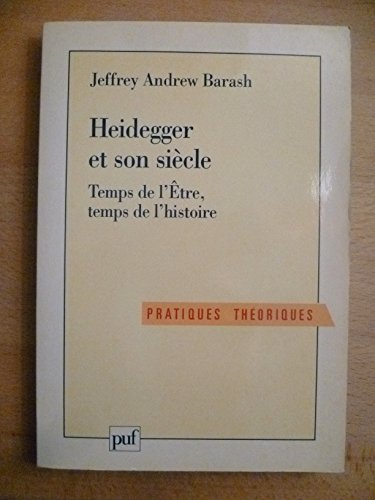 Jeffrey Andrew Barash
Heidegger
et son siècle
Temps de l'Être,
temps de l'histoire
PRATIQUES THÉORIQUES
puf